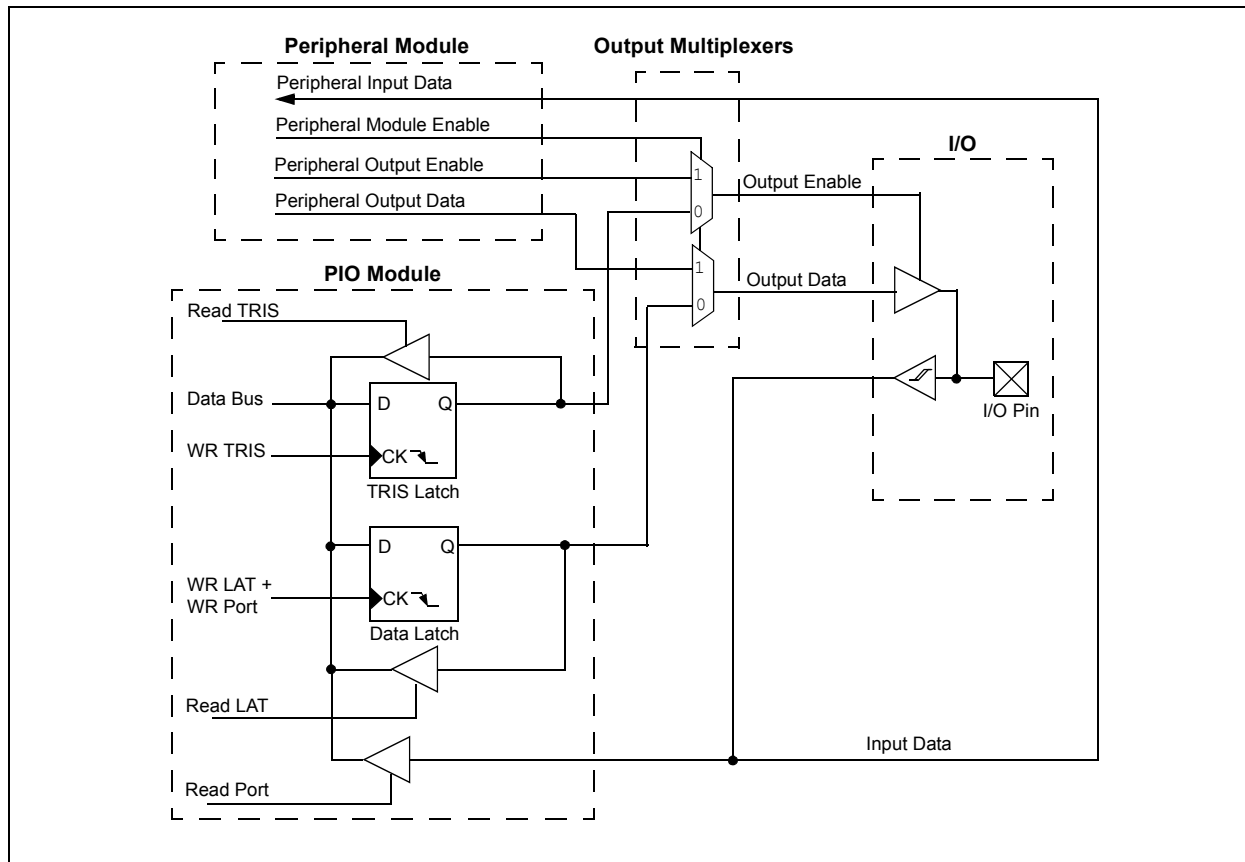 Peripheral Module
Output Multiplexers
Peripheral Input Data
Peripheral Module Enable
Peripheral Output Enable
Peripheral Output Data
1
0
1
0
Output Enable
Output Data
I/O
I/O Pin
PIO Module
Read TRIS
Data Bus
D
Q
WR TRIS
CK
TRIS Latch
D
Q
WR LAT +
WR Port
CK
Data Latch
Read LAT
Input Data
Read Port